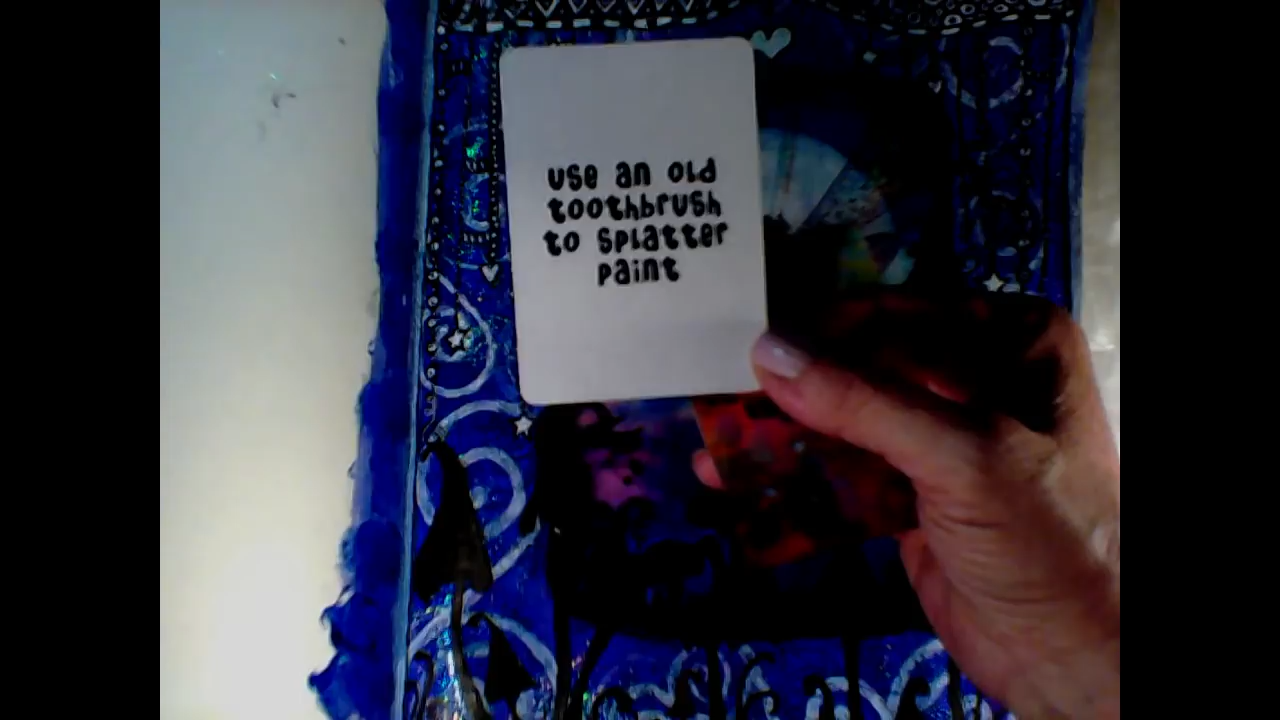 use an old
toothbrush
to splatter
paint